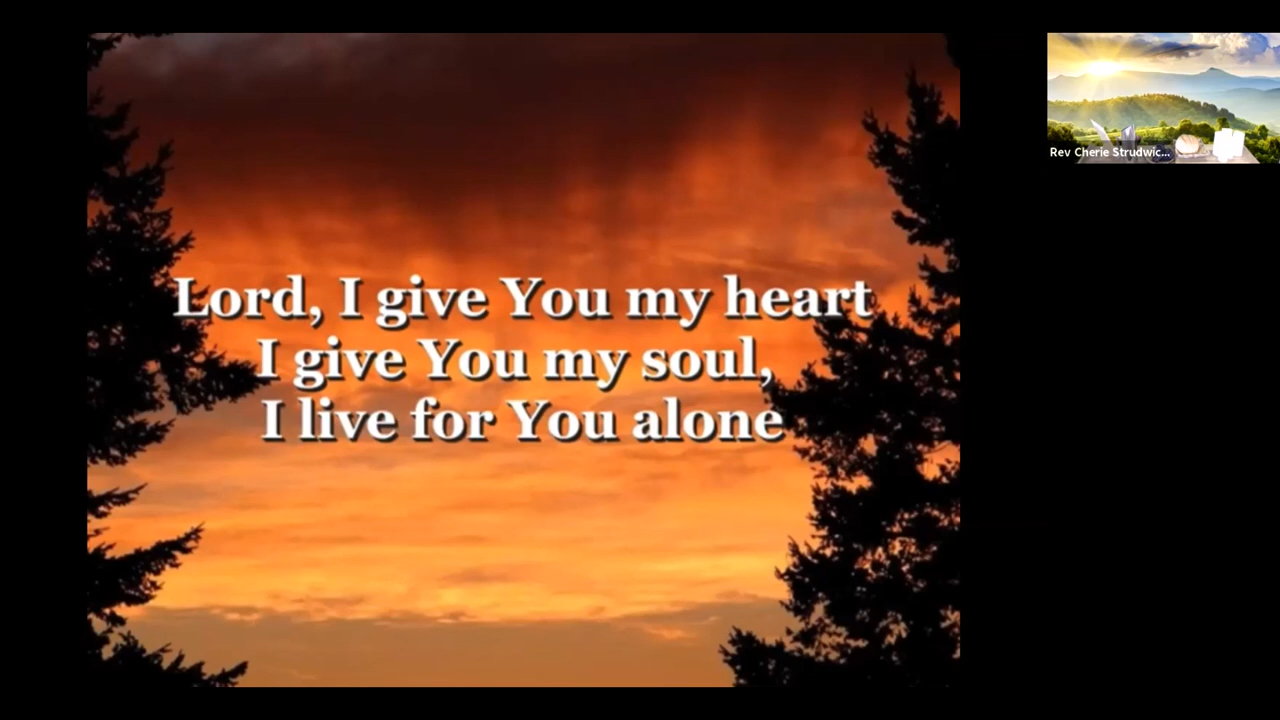 Lord, I give You my heart
I give You my soul,
I live for You alone
Rev Cherie Strudwic...